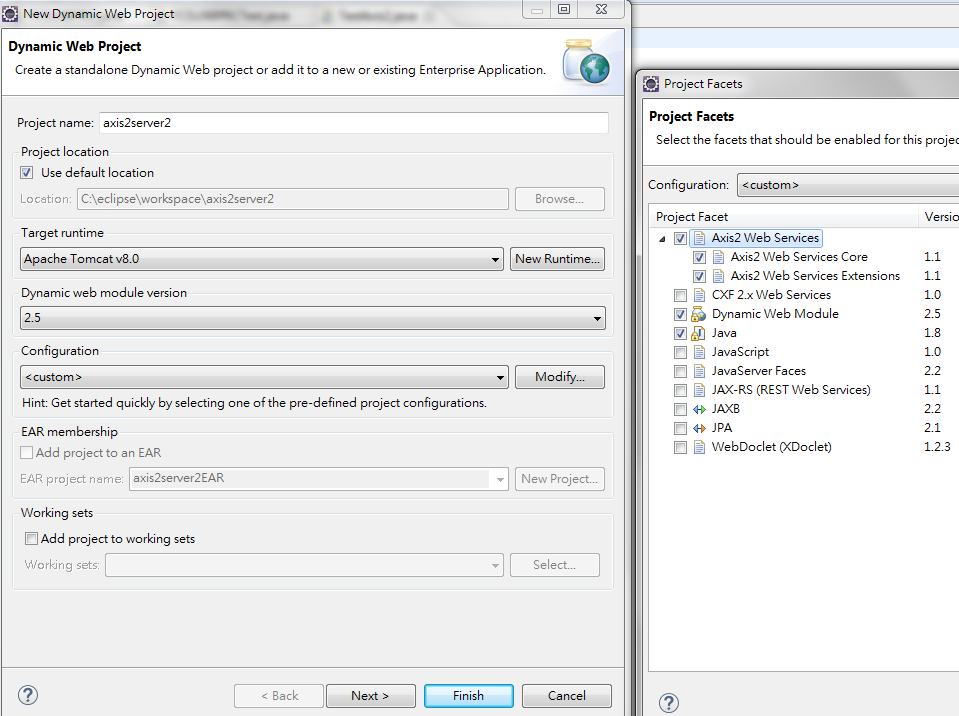 New Dynamic Web Project
Dynamic Web Project
Create a standalone Dynamic Web project or add it to a new or existing Enterprise Application.
Project name: axis2server2
Project location
Use default location
Location: C:\eclipse\workspace\axis2server2 Browse...
Target runtime
Apache Tomcat v8.0 New Runtime...
Dynamic web module version
2.5
Configuration
<custom> Modify...
Hint: Get started quickly by selecting one of the pre-defined project configurations.
EAR membership
Add project to an EAR
EAR project name: axis2server2EAR New Project...
Working sets
Add project to working sets
Working sets: Select...
< Back Next > Finish Cancel
Project Facets
Project Facets
Select the facets that should be enabled for this projec
Configuration: <custom>
Project Facet Versio
Axis2 Web Services
Axis2 Web Services Core 1.1
Axis2 Web Services Extensions 1.1
CXF 2.x Web Services 1.0
Dynamic Web Module 2.5
Java 1.8
JavaScript 1.0
JavaServer Faces 2.2
JAX-RS (REST Web Services) 1.1
JAXB 2.2
JPA 2.1
WebDoclet (XDoclet) 1.2.3